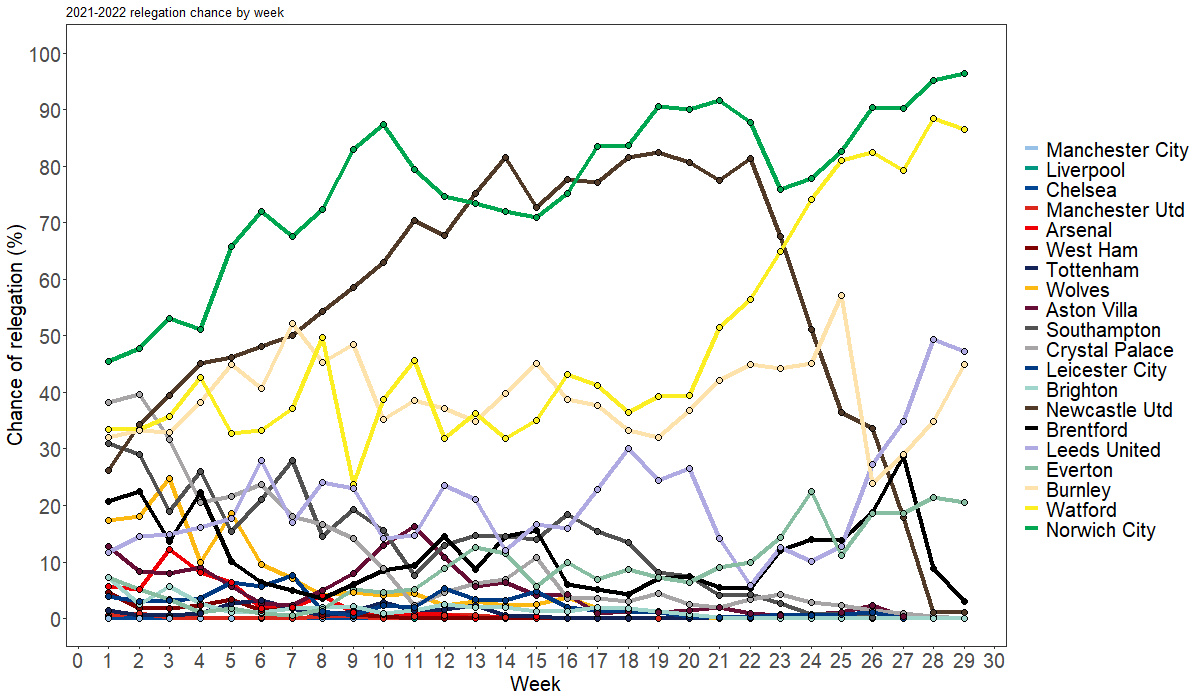 2021-2022 relegation chance by week
Chance of relegation (%)
100
90
80
70
60
50
40
30
20
10
0
0 1 2 3 4 5 6 7 8 9 10 11 12 13 14 15 16 17 18 19 20 21 22 23 24 25 26 27 28 29 30
Week
Manchester City
Liverpool
Chelsea
Manchester Utd
Arsenal
West Ham
Tottenham
Wolves
Aston Villa
Southampton
Crystal Palace
Leicester City
Brighton
Newcastle Utd
Brentford
Leeds United
Everton
Burnley
Watford
Norwich City